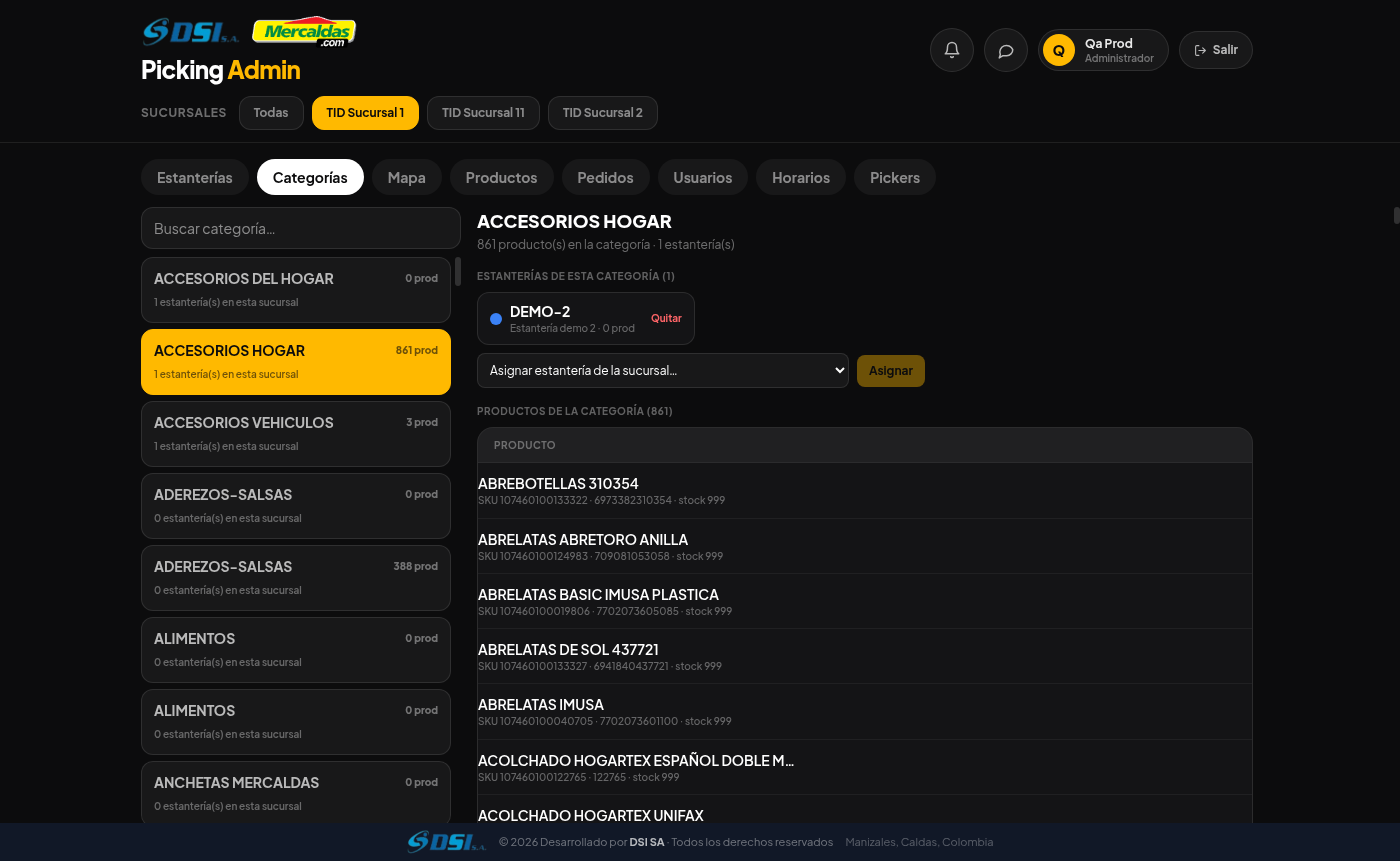 DSI S.A.
Mercaldas
.com
Picking Admin
Q
Qa Prod
Administrador
Salir
SUCURSALES
Todas
TID Sucursal 1
TID Sucursal 11
TID Sucursal 2
Estanterías
Categorías
Mapa
Productos
Pedidos
Usuarios
Horarios
Pickers
Buscar categoría...
ACCESORIOS DEL HOGAR 0 prod
1 estantería(s) en esta sucursal
ACCESORIOS HOGAR 861 prod
1 estantería(s) en esta sucursal
ACCESORIOS VEHICULOS 3 prod
1 estantería(s) en esta sucursal
ADEREZOS-SALSAS 0 prod
0 estantería(s) en esta sucursal
ADEREZOS-SALSAS 388 prod
0 estantería(s) en esta sucursal
ALIMENTOS 0 prod
0 estantería(s) en esta sucursal
ALIMENTOS 0 prod
0 estantería(s) en esta sucursal
ANCHETAS MERCALDAS 0 prod
0 estantería(s) en esta sucursal
ACCESORIOS HOGAR
861 producto(s) en la categoría · 1 estantería(s)
ESTANTERÍAS DE ESTA CATEGORÍA (1)
DEMO-2
Estantería demo 2 · 0 prod
Quitar
Asignar estantería de la sucursal...
Asignar
PRODUCTOS DE LA CATEGORÍA (861)
PRODUCTO
ABREBOTELLAS 310354
SKU 107460100133322 · 6973382310354 · stock 999
ABRELATAS ABRETORO ANILLA
SKU 107460100124983 · 709081053058 · stock 999
ABRELATAS BASIC IMUSA PLASTICA
SKU 107460100019806 · 7702073605085 · stock 999
ABRELATAS DE SOL 437721
SKU 107460100133327 · 6941840437721 · stock 999
ABRELATAS IMUSA
SKU 107460100040705 · 7702073601100 · stock 999
ACOLCHADO HOGARTEX ESPAÑOL DOBLE M...
SKU 107460100122765 · 122765 · stock 999
ACOLCHADO HOGARTEX UNIFAX
DSI S.A.
© 2026 Desarrollado por DSI SA · Todos los derechos reservados
Manizales, Caldas, Colombia